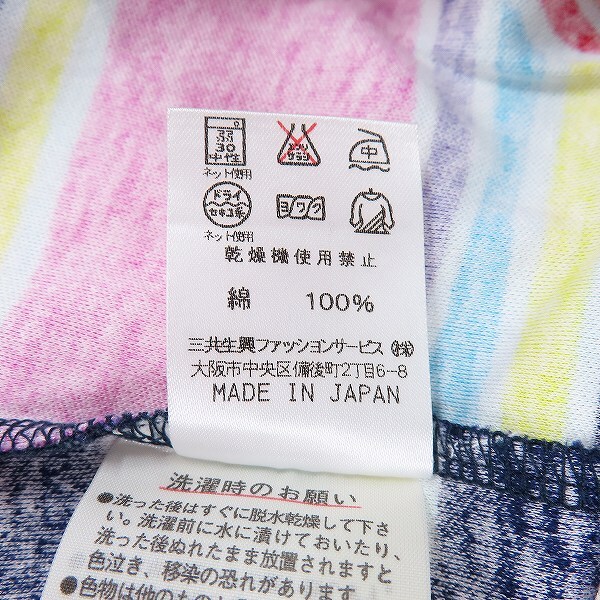 弱
30
中性
ネット使用
エンソ
サラシ
中
ドライ
セキユ系
ネット使用
ヨワク
乾燥機使用禁止
綿 100%
三共生興ファッションサービス ㈱
大阪市中央区備後町2丁目6-8
MADE IN JAPAN
洗濯時のお願い
●洗った後はすぐに脱水乾燥して下さ
い。洗濯前に水に漬けておいたり、
洗った後ぬれたまま放置されますと
色泣き、移染の恐れがあります
●色物は他のもの